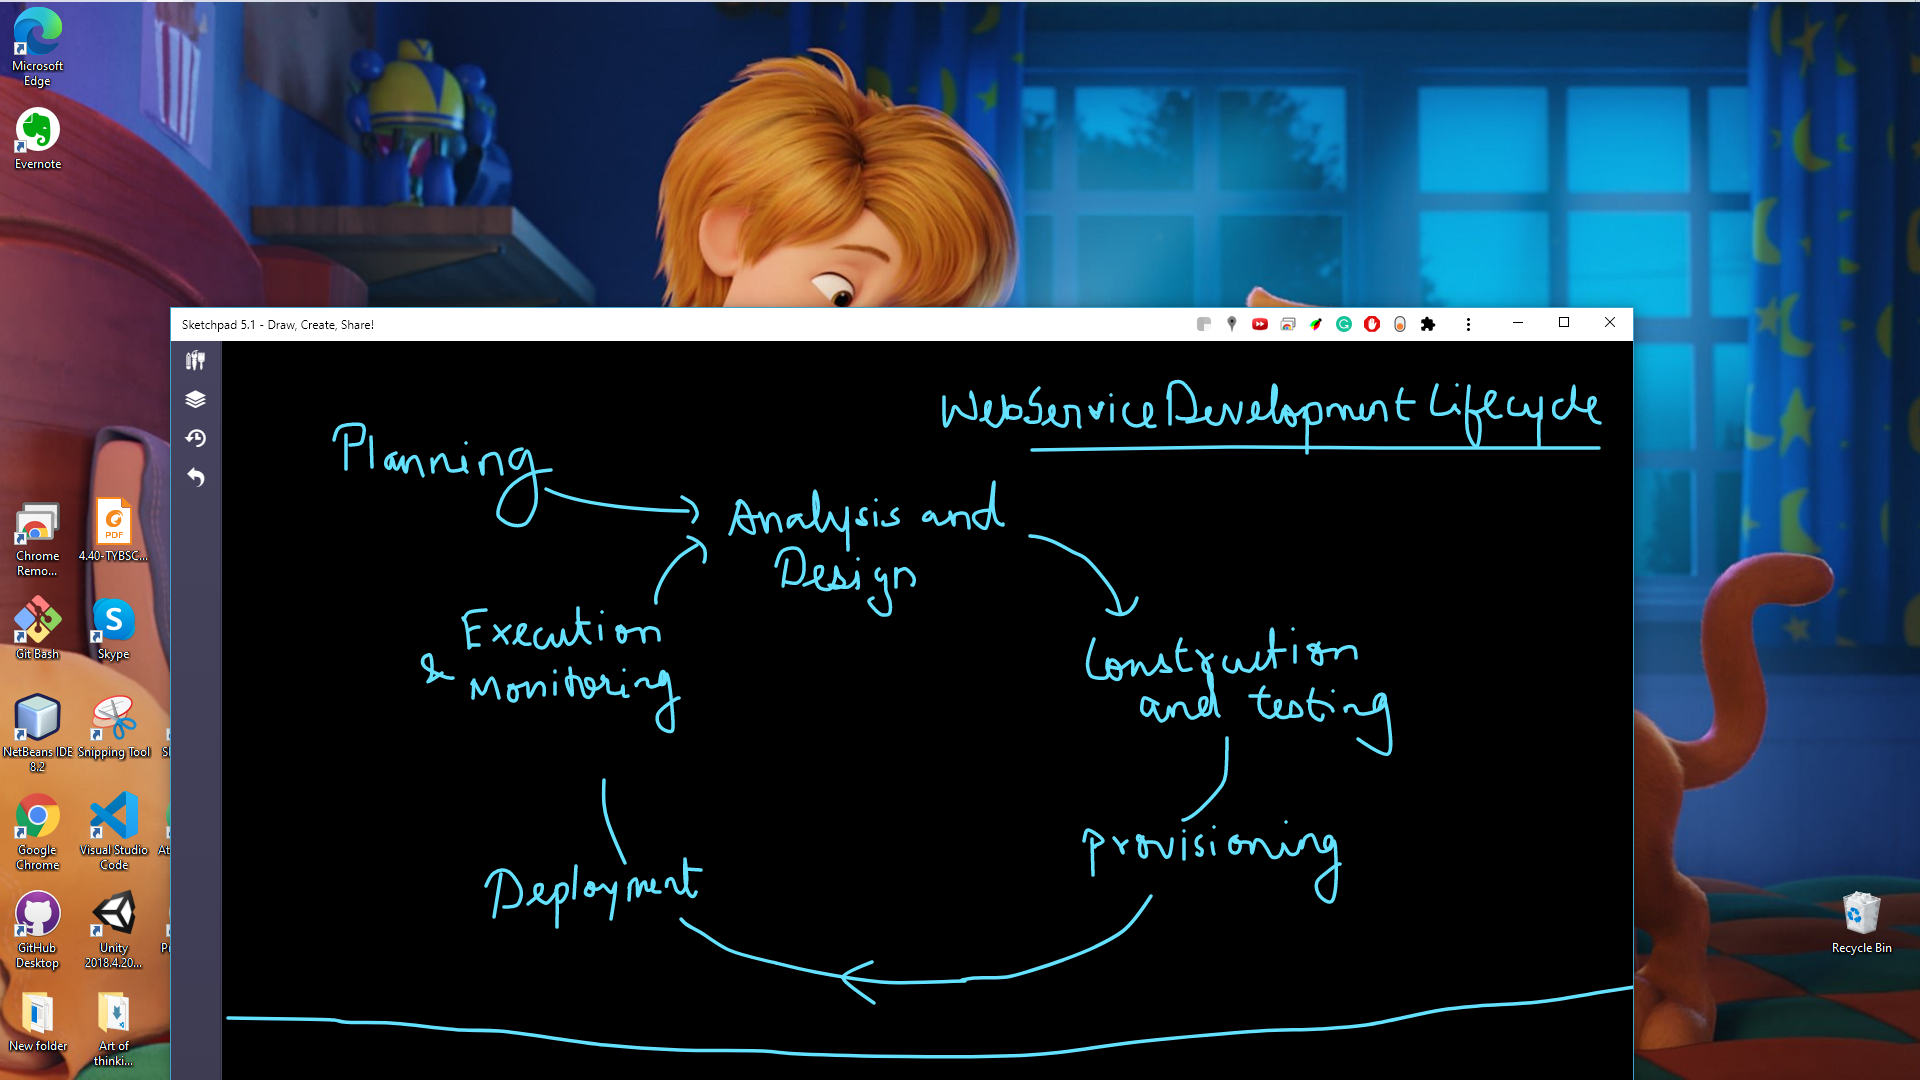 Microsoft
Edge
Evernote
Chrome
Remo...
PDF
4.40-TYBSC...
Git Bash
Skype
NetBeans IDE
8.2
Snipping Tool
Google
Chrome
Visual Studio
Code
GitHub
Desktop
Unity
2018.4.20...
New folder
Art of
thinki...
Sketchpad 5.1 - Draw, Create, Share!
WebServiceDevelopment Lifecycle
Planning
Analysis and
Design
Execution
& Monitoring
Construction
and testing
Provisioning
Deployment
Recycle Bin